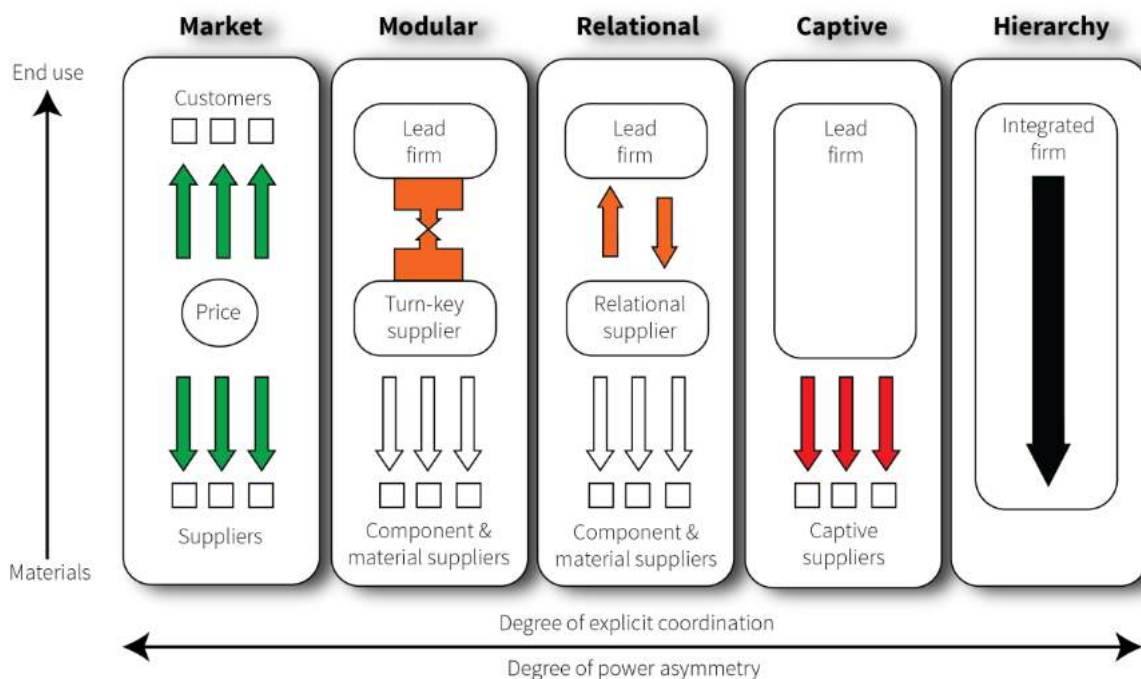 Market
Modular
Relational
Captive
Hierarchy
End use
Materials
Customers
Price
Suppliers
Lead
firm
Turn-key
supplier
Component &
material suppliers
Lead
firm
Relational
supplier
Component &
material suppliers
Lead
firm
Captive
suppliers
Integrated
firm
Degree of explicit coordination
Degree of power asymmetry